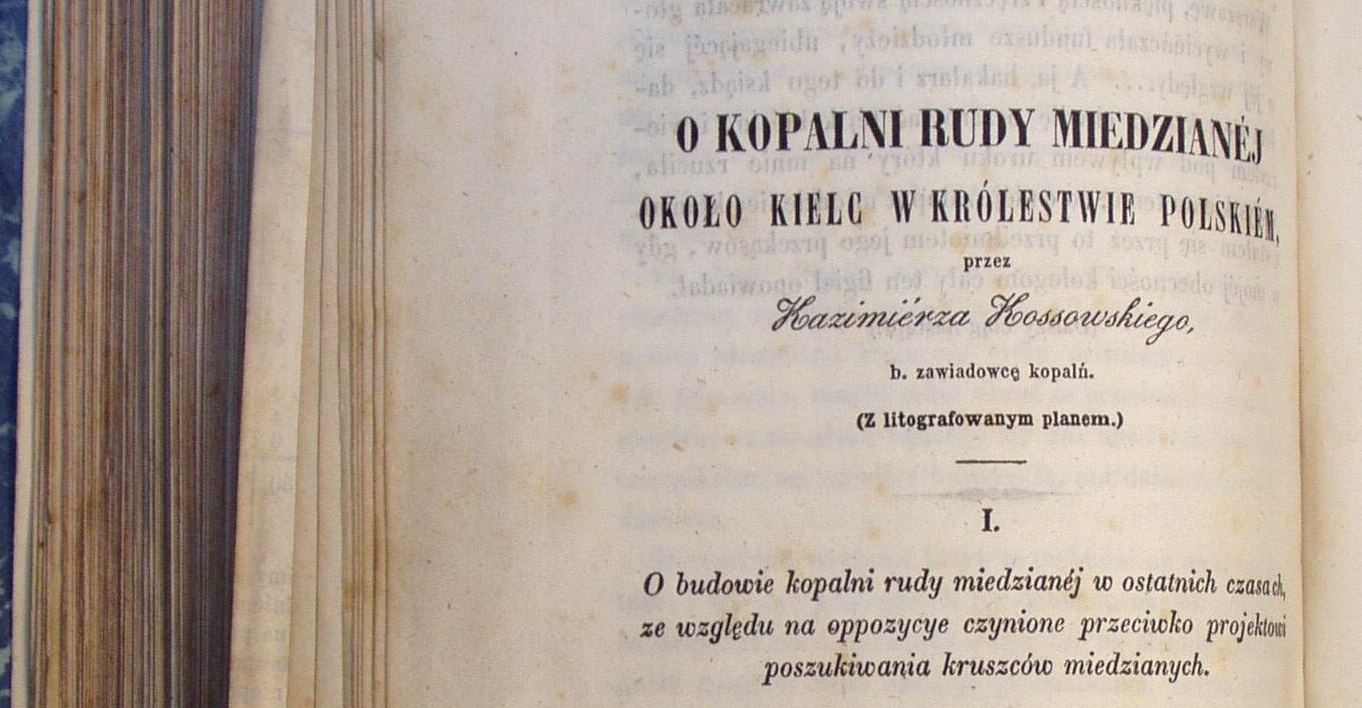 O KOPALNI RUDY MIEDZIANÉJ
OKOŁO KIELC W KRÓLESTWIE POLSKIÉM,
przez
Kazimiérza Kossowskiego,
b. zawiadowcę kopalń.
(Z litografowanym planem.)
I.
O budowie kopalni rudy miedzianéj w ostatnich czasach,
ze względu na oppozycye czynione przeciwko projektowi
poszukiwania kruszców miedzianych.